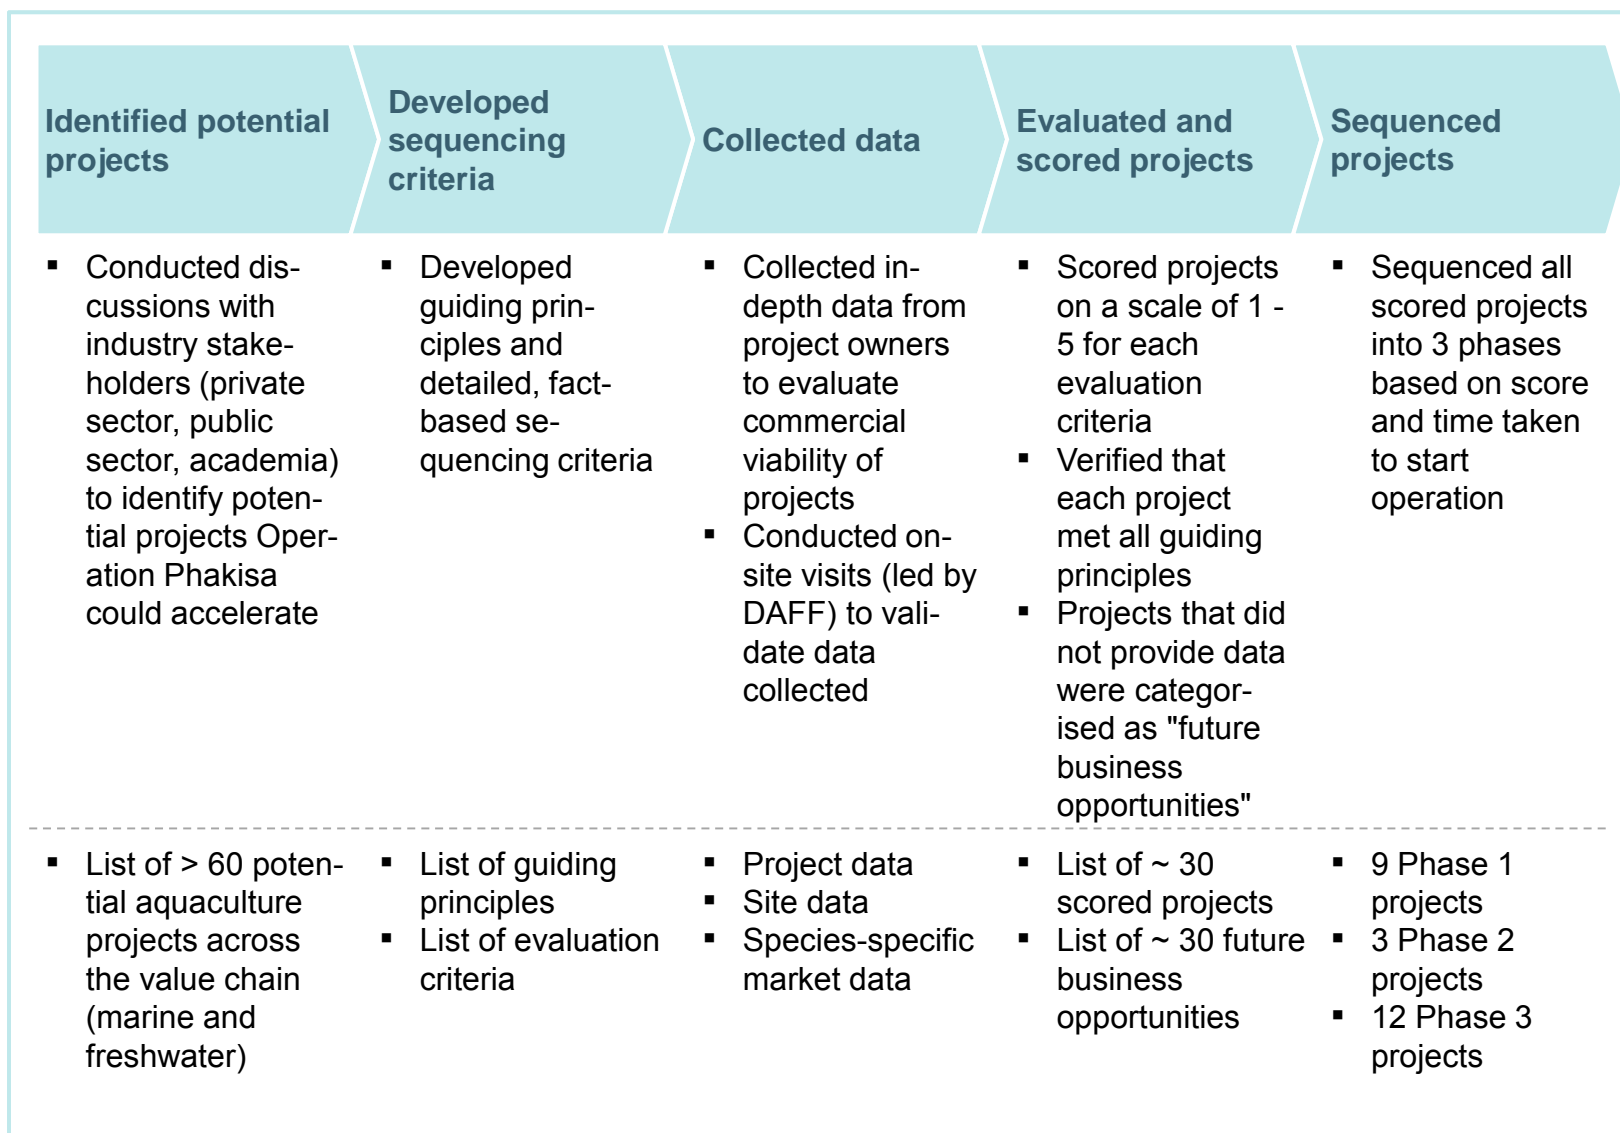 Identified potential
projects
Developed
sequencing
criteria
Collected data
Evaluated and
scored projects
Sequenced
projects
▪ Conducted dis-
cussions with
industry stake-
holders (private
sector, public
sector, academia)
to identify poten-
tial projects Oper-
ation Phakisa
could accelerate
▪ Developed
guiding prin-
ciples and
detailed, fact-
based se-
quencing criteria
▪ Collected in-
depth data from
project owners
to evaluate
commercial
viability of
projects
▪ Conducted on-
site visits (led by
DAFF) to vali-
date data
collected
▪ Scored projects
on a scale of 1 -
5 for each
evaluation
criteria
▪ Verified that
each project
met all guiding
principles
▪ Projects that did
not provide data
were categor-
ised as "future
business
opportunities"
▪ Sequenced all
scored projects
into 3 phases
based on score
and time taken
to start
operation
▪ List of > 60 poten-
tial aquaculture
projects across
the value chain
(marine and
freshwater)
▪ List of guiding
principles
▪ List of evaluation
criteria
▪ Project data
▪ Site data
▪ Species-specific
market data
▪ List of ~ 30
scored projects
▪ List of ~ 30 future
business
opportunities
▪ 9 Phase 1
projects
▪ 3 Phase 2
projects
▪ 12 Phase 3
projects